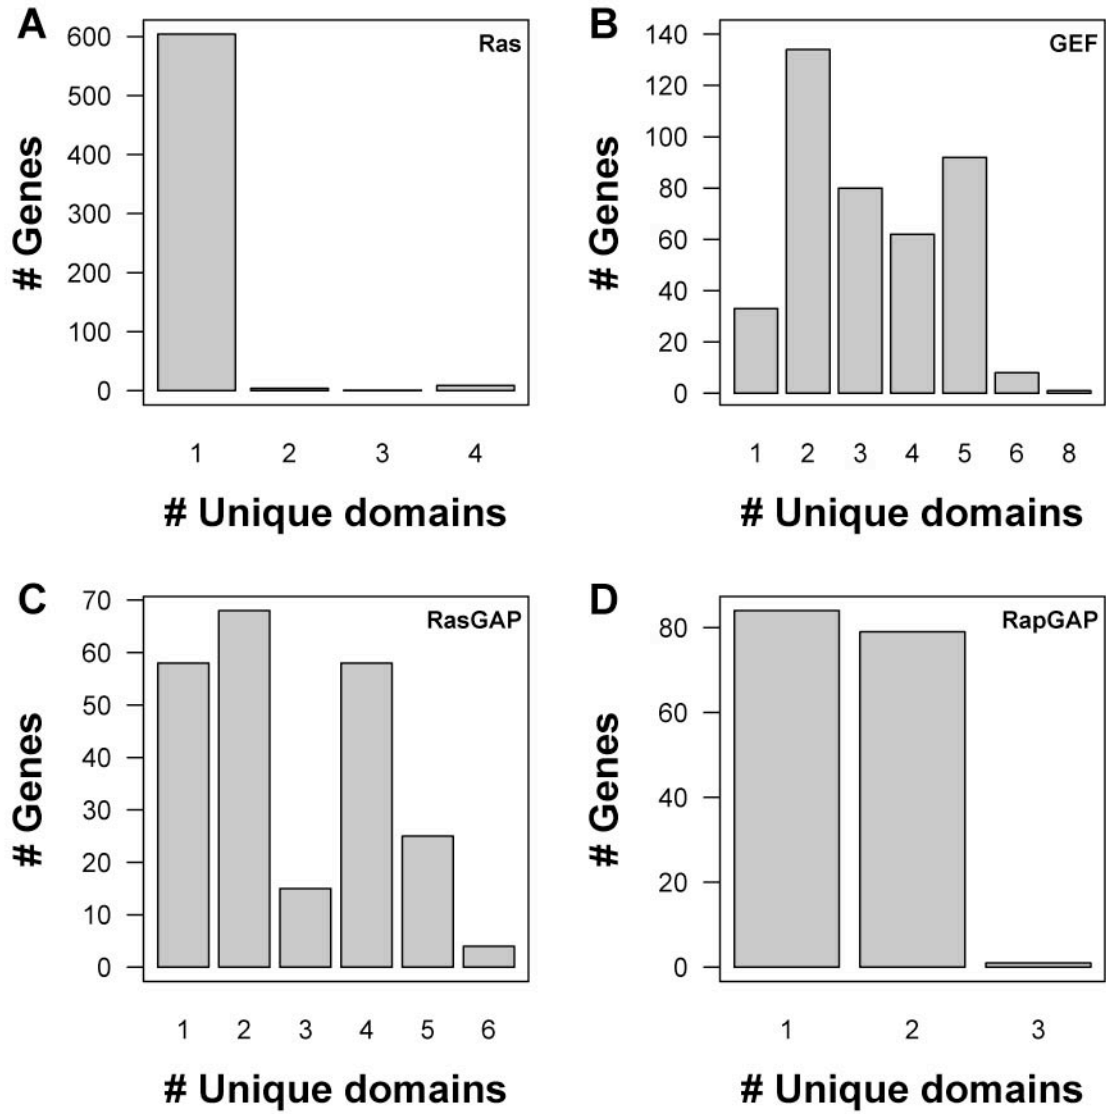 A
Ras
# Genes
600
500
400
300
200
100
0
1 2 3 4
# Unique domains
B
GEF
# Genes
140
120
100
80
60
40
20
0
1 2 3 4 5 6 8
# Unique domains
C
RasGAP
# Genes
70
60
50
40
30
20
10
0
1 2 3 4 5 6
# Unique domains
D
RapGAP
# Genes
80
60
40
20
0
1 2 3
# Unique domains